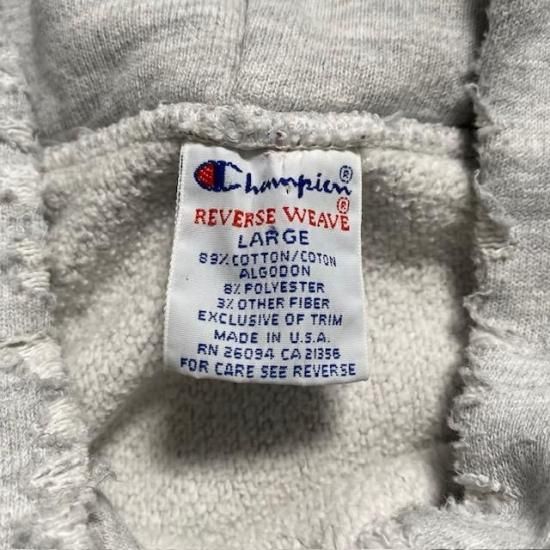 Champion®
REVERSE WEAVE®
LARGE
89% COTTON/COTON
ALGODON
8% POLYESTER
3% OTHER FIBER
EXCLUSIVE OF TRIM
MADE IN U.S.A.
RN 26094 CA 21356
FOR CARE SEE REVERSE